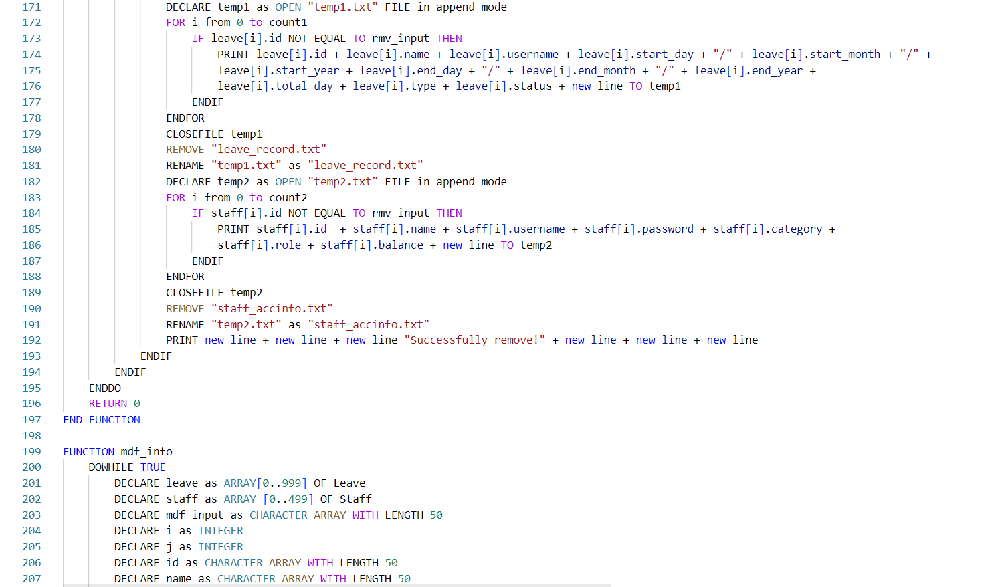 171 DECLARE temp1 as OPEN "temp1.txt" FILE in append mode
172 FOR i from 0 to count1
173 IF leave[i].id NOT EQUAL TO rmv_input THEN
174 PRINT leave[i].id + leave[i].name + leave[i].username + leave[i].start_day + "/" + leave[i].start_month + "/" +
175 leave[i].start_year + leave[i].end_day + "/" + leave[i].end_month + "/" + leave[i].end_year +
176 leave[i].total_day + leave[i].type + leave[i].status + new line TO temp1
177 ENDIF
178 ENDFOR
179 CLOSEFILE temp1
180 REMOVE "leave_record.txt"
181 RENAME "temp1.txt" as "leave_record.txt"
182 DECLARE temp2 as OPEN "temp2.txt" FILE in append mode
183 FOR i from 0 to count2
184 IF staff[i].id NOT EQUAL TO rmv_input THEN
185 PRINT staff[i].id  + staff[i].name + staff[i].username + staff[i].password + staff[i].category +
186 staff[i].role + staff[i].balance + new line TO temp2
187 ENDIF
188 ENDFOR
189 CLOSEFILE temp2
190 REMOVE "staff_accinfo.txt"
191 RENAME "temp2.txt" as "staff_accinfo.txt"
192 PRINT new line + new line + new line "Successfully remove!" + new line + new line + new line
193 ENDIF
194 ENDIF
195 ENDDO
196 RETURN 0
197 END FUNCTION
198
199 FUNCTION mdf_info
200 DOWHILE TRUE
201 DECLARE leave as ARRAY[0..999] OF Leave
202 DECLARE staff as ARRAY [0..499] OF Staff
203 DECLARE mdf_input as CHARACTER ARRAY WITH LENGTH 50
204 DECLARE i as INTEGER
205 DECLARE j as INTEGER
206 DECLARE id as CHARACTER ARRAY WITH LENGTH 50
207 DECLARE name as CHARACTER ARRAY WITH LENGTH 50